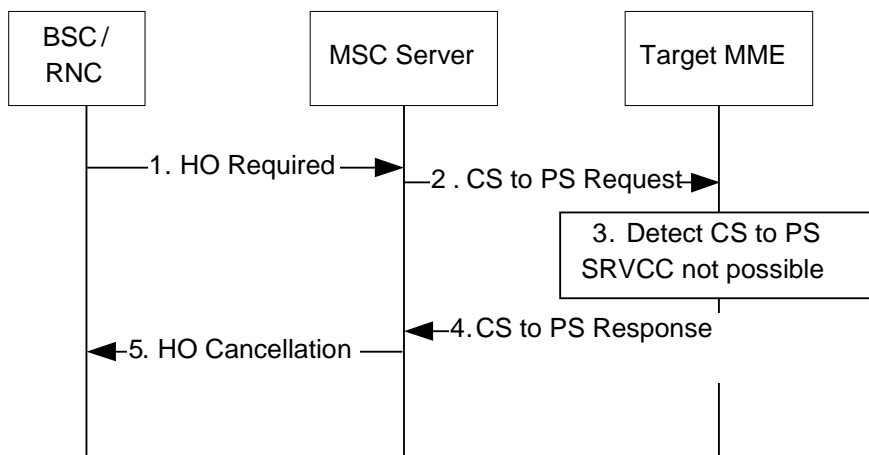 BSC/
RNC
MSC Server
Target MME
1. HO Required
2 . CS to PS Request
3. Detect CS to PS
SRVCC not possible
4.CS to PS Response
5. HO Cancellation